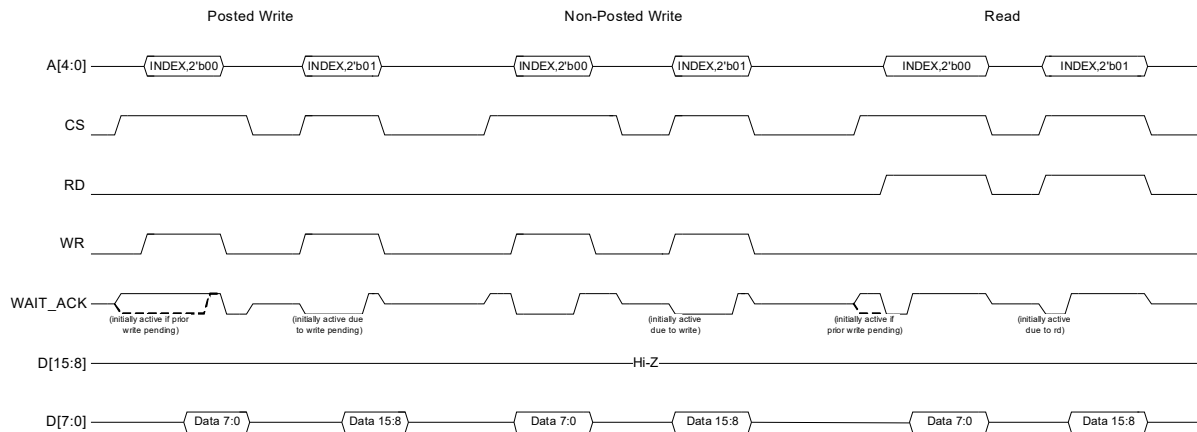 Posted Write
Non-Posted Write
Read
A[4:0]
INDEX,2'b00
INDEX,2'b01
INDEX,2'b00
INDEX,2'b01
INDEX,2'b00
INDEX,2'b01
CS
RD
WR
WAIT_ACK
(initially active if prior
write pending)
(initially active due
to write pending)
(initially active
due to write)
(initially active if
prior write pending)
(initially active
due to rd)
D[15:8]
Hi-Z
D[7:0]
Data 7:0
Data 15:8
Data 7:0
Data 15:8
Data 7:0
Data 15:8